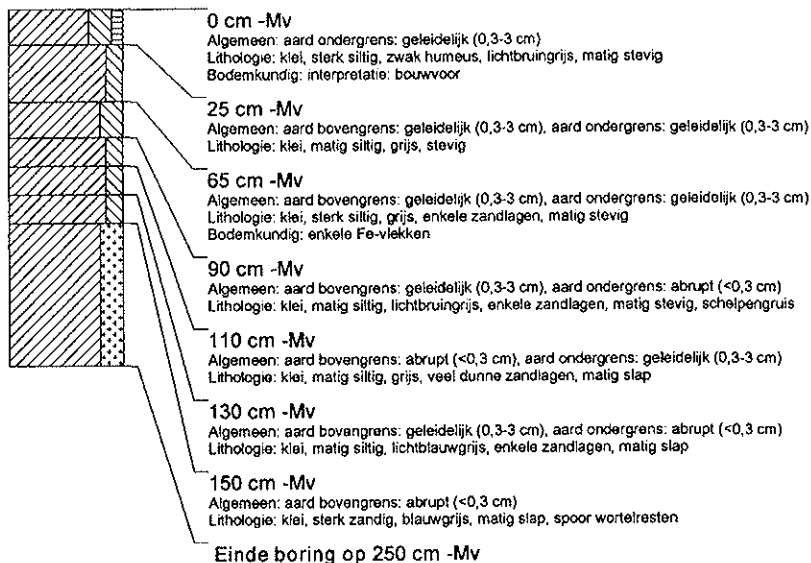 0 cm -Mv
Algemeen: aard ondergrens: geleidelijk (0,3-3 cm)
Lithologie: klei, sterk siltig, zwak humeus, lichtbruingrijs, matig stevig
Bodemkundig: interpretatie: bouwvoor
25 cm -Mv
Algemeen: aard bovengrens: geleidelijk (0,3-3 cm), aard ondergrens: geleidelijk (0,3-3 cm)
Lithologie: klei, matig siltig, grijs, stevig
65 cm -Mv
Algemeen: aard bovengrens: geleidelijk (0,3-3 cm), aard ondergrens: geleidelijk (0,3-3 cm)
Lithologie: klei, sterk siltig, grijs, enkele zandlagen, matig stevig
Bodemkundig: enkele Fe-vlekken
90 cm -Mv
Algemeen: aard bovengrens: geleidelijk (0,3-3 cm), aard ondergrens: abrupt (<0,3 cm)
Lithologie: klei, matig siltig, lichtbruingrijs, enkele zandlagen, matig stevig, schelpengruis
110 cm -Mv
Algemeen: aard bovengrens: abrupt (<0,3 cm), aard ondergrens: geleidelijk (0,3-3 cm)
Lithologie: klei, matig siltig, grijs, veel dunne zandlagen, matig slap
130 cm -Mv
Algemeen: aard bovengrens: geleidelijk (0,3-3 cm), aard ondergrens: abrupt (<0,3 cm)
Lithologie: klei, matig siltig, lichtblauwgrijs, enkele zandlagen, matig slap
150 cm -Mv
Algemeen: aard bovengrens: abrupt (<0,3 cm)
Lithologie: klei, sterk zandig, blauwgrijs, matig slap, spoor wortelresten
Einde boring op 250 cm -Mv